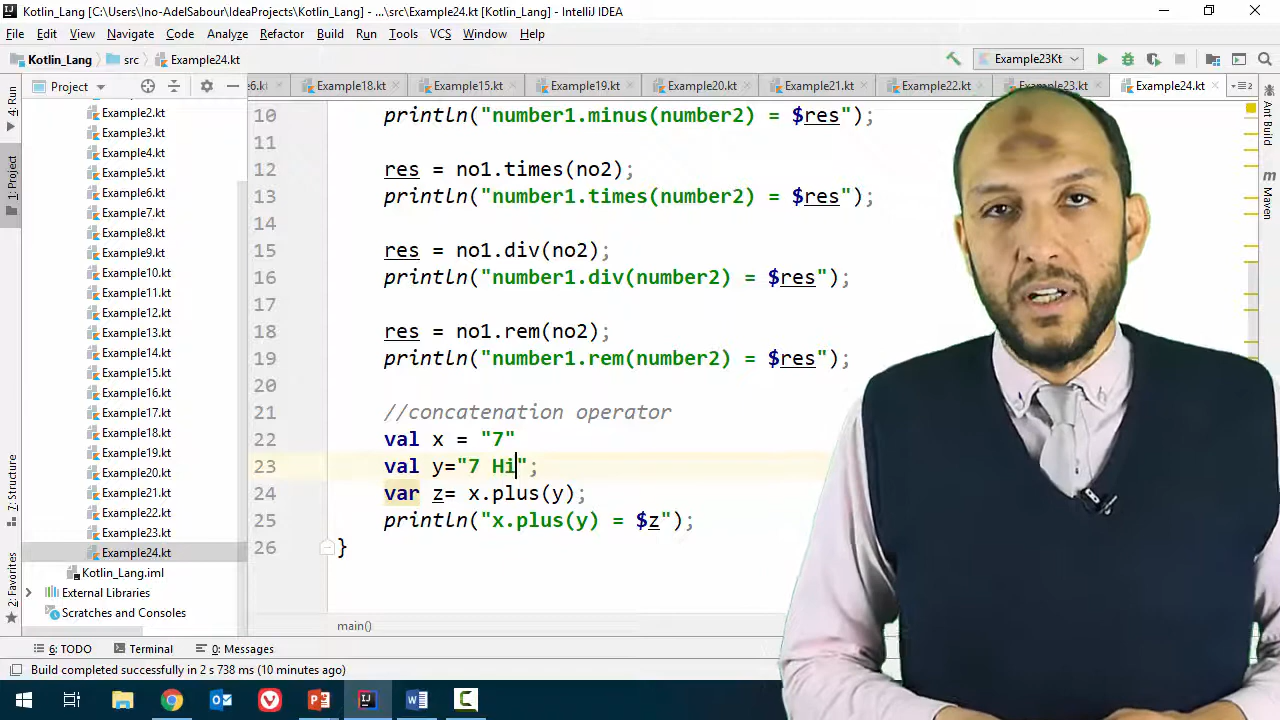 Kotlin_Lang [C:\Users\Ino-AdelSabour\IdeaProjects\Kotlin_Lang] - ...\src\Example24.kt [Kotlin_Lang] - IntelliJ IDEA
File Edit View Navigate Code Analyze Refactor Build Run Tools VCS Window Help
Kotlin_Lang src Example24.kt Example23Kt
Project e6.kt Example18.kt Example15.kt Example19.kt Example20.kt Example21.kt Example22.kt Example23.kt Example24.kt
4: Run
1: Project
7: Structure
2: Favorites
Example2.kt
Example3.kt
Example4.kt
Example5.kt
Example6.kt
Example7.kt
Example8.kt
Example9.kt
Example10.kt
Example11.kt
Example12.kt
Example13.kt
Example14.kt
Example15.kt
Example16.kt
Example17.kt
Example18.kt
Example19.kt
Example20.kt
Example21.kt
Example22.kt
Example23.kt
Example24.kt
Kotlin_Lang.iml
External Libraries
Scratches and Consoles
10 println("number1.minus(number2) = $res");
11
12 res = no1.times(no2);
13 println("number1.times(number2) = $res");
14
15 res = no1.div(no2);
16 println("number1.div(number2) = $res");
17
18 res = no1.rem(no2);
19 println("number1.rem(number2) = $res");
20
21 //concatenation operator
22 val x = "7"
23 val y="7 Hi";
24 var z= x.plus(y);
25 println("x.plus(y) = $z");
26 }
main()
Ant Build
m Maven
6: TODO Terminal 0: Messages
Build completed successfully in 2 s 738 ms (10 minutes ago)